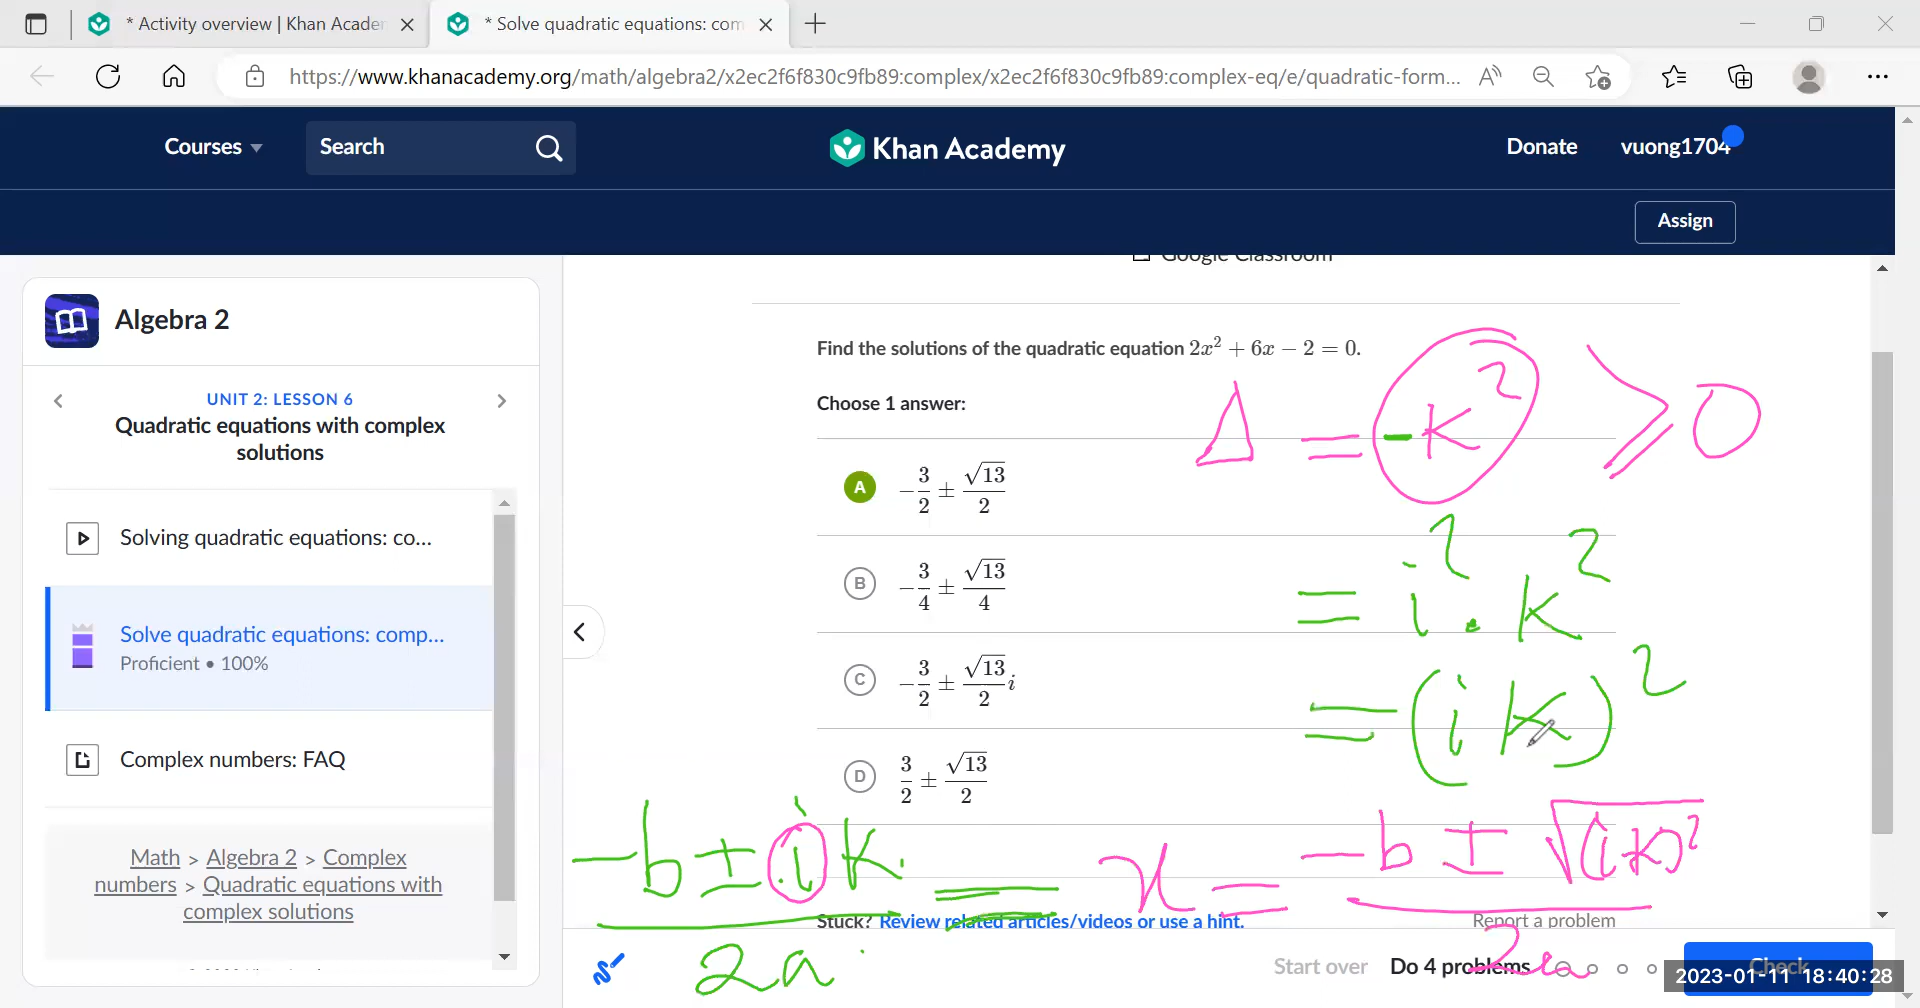 * Activity overview | Khan Acade
* Solve quadratic equations: com
https://www.khanacademy.org/math/algebra2/x2ec2f6f830c9fb89:complex/x2ec2f6f830c9fb89:complex-eq/e/quadratic-form...
Courses
Search
Khan Academy
Donate
vuong1704
Assign
Google Classroom
Algebra 2
UNIT 2: LESSON 6
Quadratic equations with complex
solutions
Solving quadratic equations: co...
Solve quadratic equations: comp...
Proficient • 100%
Complex numbers: FAQ
Math > Algebra 2 > Complex
numbers > Quadratic equations with
complex solutions
Find the solutions of the quadratic equation 2x² + 6x − 2 = 0.
Choose 1 answer:
A −3/2 ± √13/2
B −3/4 ± √13/4
C −3/2 ± √13/2 i
D 3/2 ± √13/2
Δ = −k² ⩾ 0
= i² · k²
= (i k)²
x = −b ± √(ik)² / 2a
= −b ± i k / 2a
Stuck? Review related articles/videos or use a hint.
Report a problem
Start over
Do 4 problems
Check
2023-01-11 18:40:28